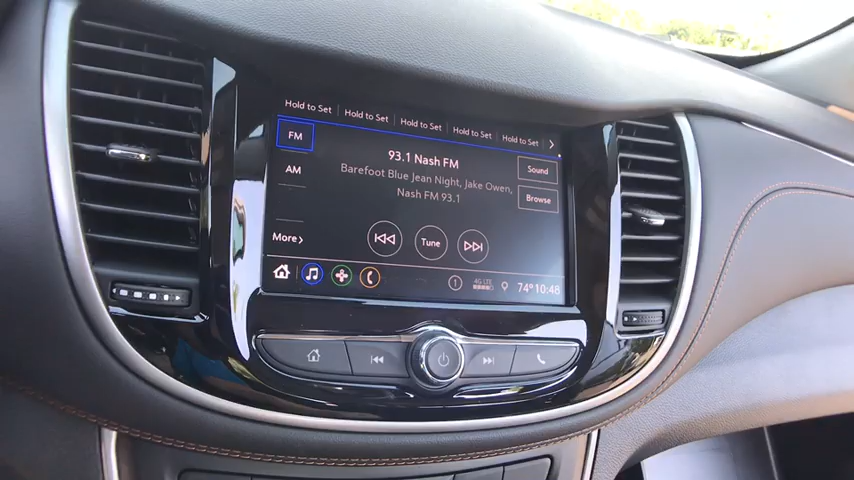 Hold to Set Hold to Set Hold to Set Hold to Set Hold to Set
FM
93.1 Nash FM
Sound
AM
Barefoot Blue Jean Night, Jake Owen,
Nash FM 93.1
Browse
Tune
More
1 4G LTE 74° 10:48